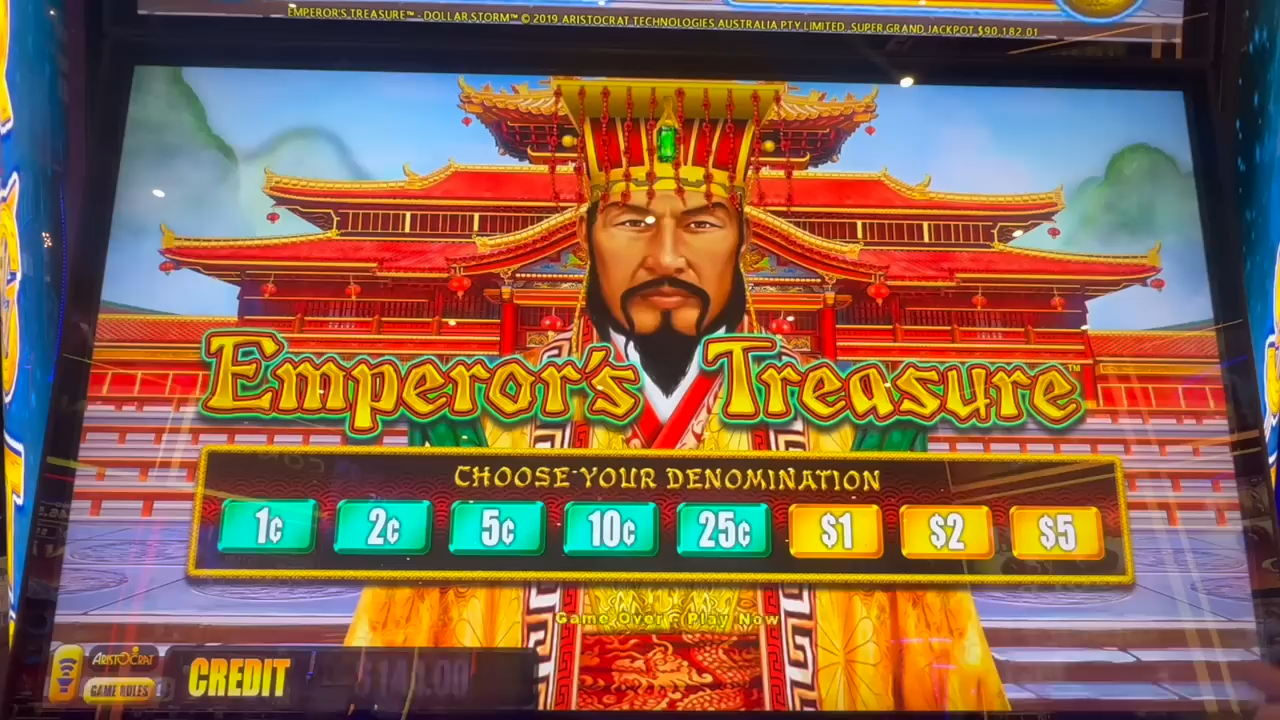 EMPEROR'S TREASURE™ - DOLLAR STORM™ © 2019 ARISTOCRAT TECHNOLOGIES AUSTRALIA PTY LIMITED, SUPER GRAND JACKPOT $90,182.01
Emperor's Treasure™
CHOOSE YOUR DENOMINATION
1¢ 2¢ 5¢ 10¢ 25¢ $1 $2 $5
Game Over - Play Now
ARISTOCRAT
GAME RULES
CREDIT